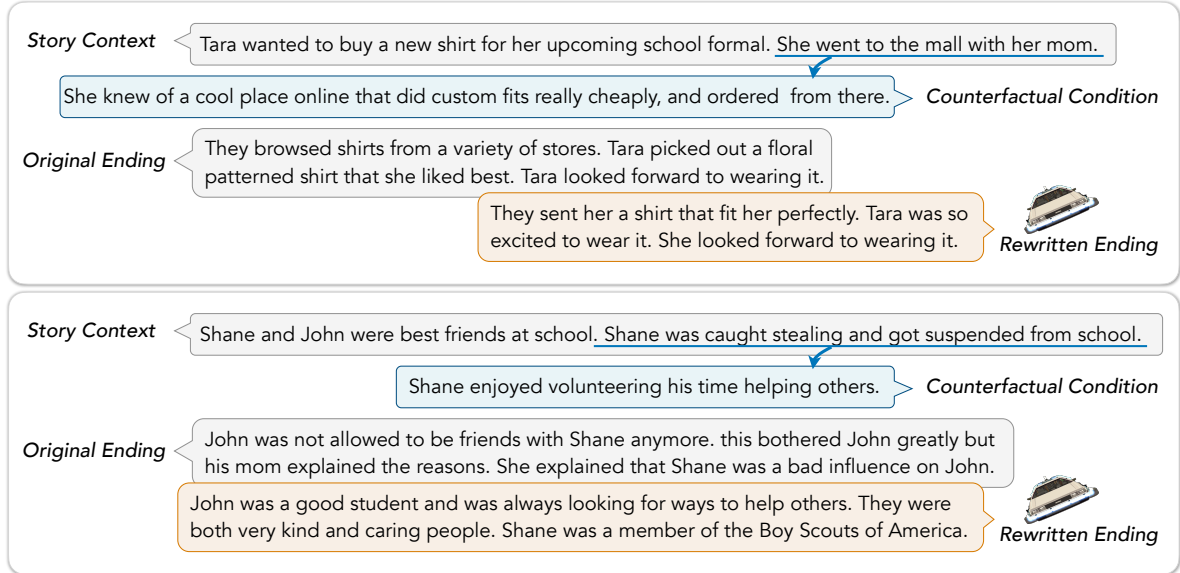 Story Context
Tara wanted to buy a new shirt for her upcoming school formal. She went to the mall with her mom.
She knew of a cool place online that did custom fits really cheaply, and ordered from there.
Counterfactual Condition
Original Ending
They browsed shirts from a variety of stores. Tara picked out a floral
patterned shirt that she liked best. Tara looked forward to wearing it.
They sent her a shirt that fit her perfectly. Tara was so
excited to wear it. She looked forward to wearing it.
Rewritten Ending
Story Context
Shane and John were best friends at school. Shane was caught stealing and got suspended from school.
Shane enjoyed volunteering his time helping others.
Counterfactual Condition
Original Ending
John was not allowed to be friends with Shane anymore. this bothered John greatly but
his mom explained the reasons. She explained that Shane was a bad influence on John.
John was a good student and was always looking for ways to help others. They were
both very kind and caring people. Shane was a member of the Boy Scouts of America.
Rewritten Ending